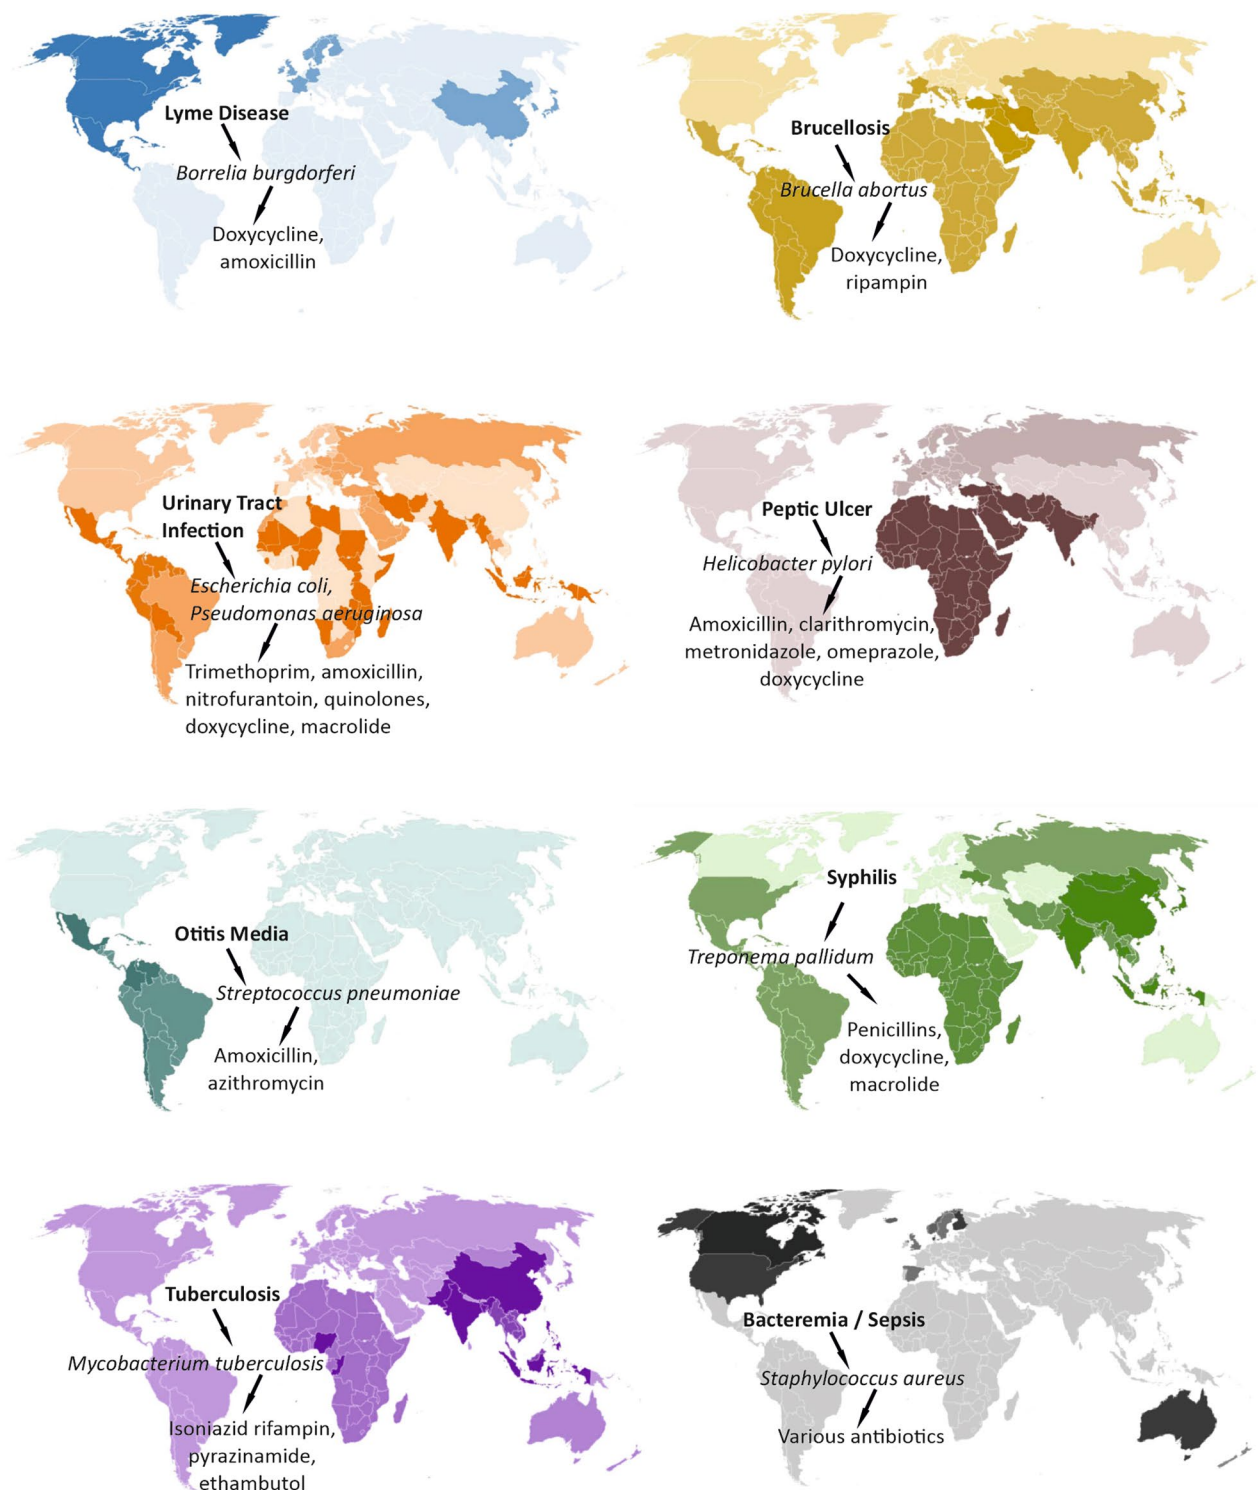 Lyme Disease
Borrelia burgdorferi
Doxycycline,
amoxicillin
Brucellosis
Brucella abortus
Doxycycline,
ripampin
Urinary Tract
Infection
Escherichia coli,
Pseudomonas aeruginosa
Trimethoprim, amoxicillin,
nitrofurantoin, quinolones,
doxycycline, macrolide
Peptic Ulcer
Helicobacter pylori
Amoxicillin, clarithromycin,
metronidazole, omeprazole,
doxycycline
Otitis Media
Streptococcus pneumoniae
Amoxicillin,
azithromycin
Syphilis
Treponema pallidum
Penicillins,
doxycycline,
macrolide
Tuberculosis
Mycobacterium tuberculosis
Isoniazid rifampin,
pyrazinamide,
ethambutol
Bacteremia / Sepsis
Staphylococcus aureus
Various antibiotics